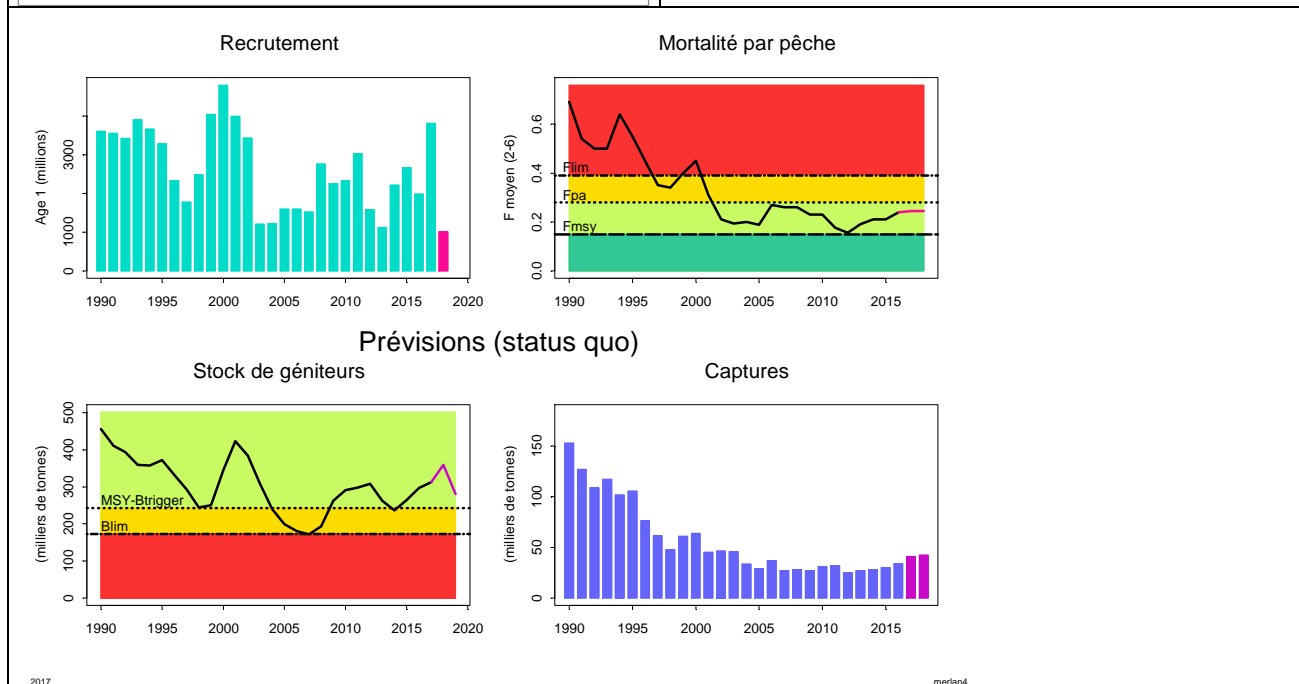 Recrutement
Age 1 (millions)
3000
1000
0
1990 1995 2000 2005 2010 2015 2020
Mortalité par pêche
F moyen (2-6)
0.6
0.4
0.2
0.0
Flim
Fpa
Fmsy
1990 1995 2000 2005 2010 2015
Prévisions (status quo)
Stock de géniteurs
(milliers de tonnes)
500
400
300
200
100
0
MSY-Btrigger
Blim
1990 1995 2000 2005 2010 2015 2020
Captures
(milliers de tonnes)
150
100
50
0
1990 1995 2000 2005 2010 2015
2017
merlan4